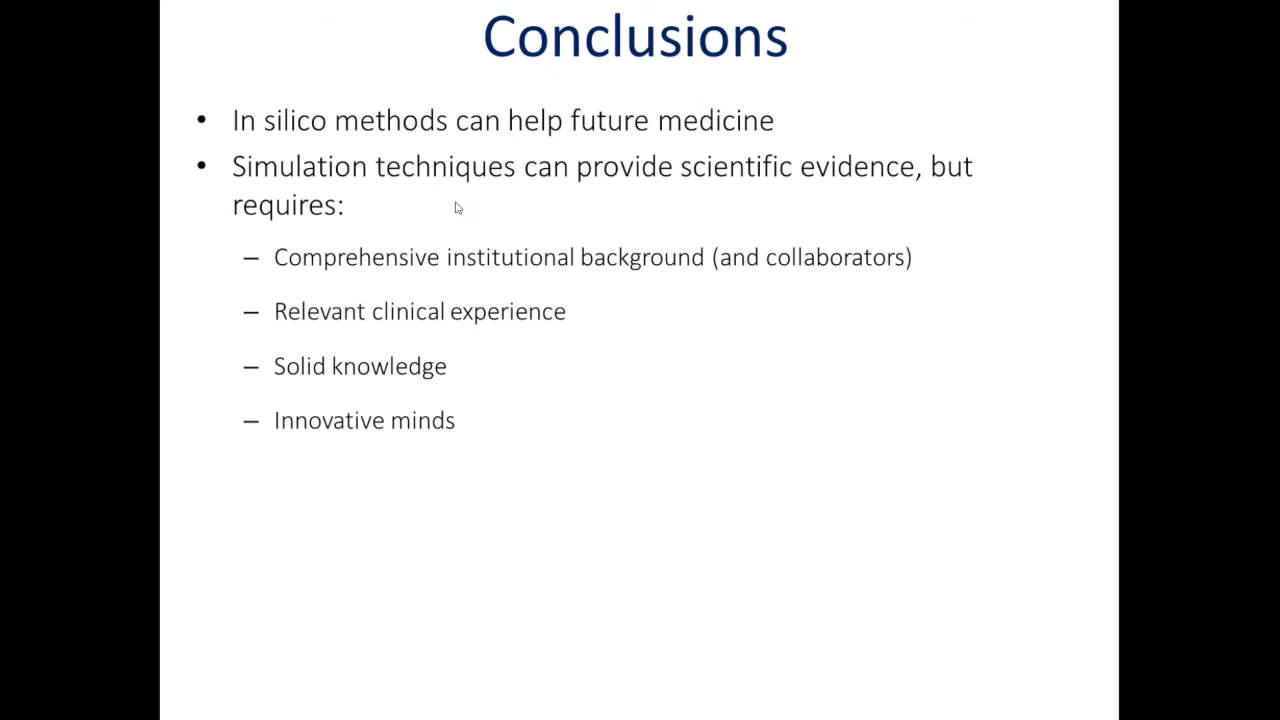 Conclusions
• In silico methods can help future medicine
• Simulation techniques can provide scientific evidence, but
requires:
– Comprehensive institutional background (and collaborators)
– Relevant clinical experience
– Solid knowledge
– Innovative minds